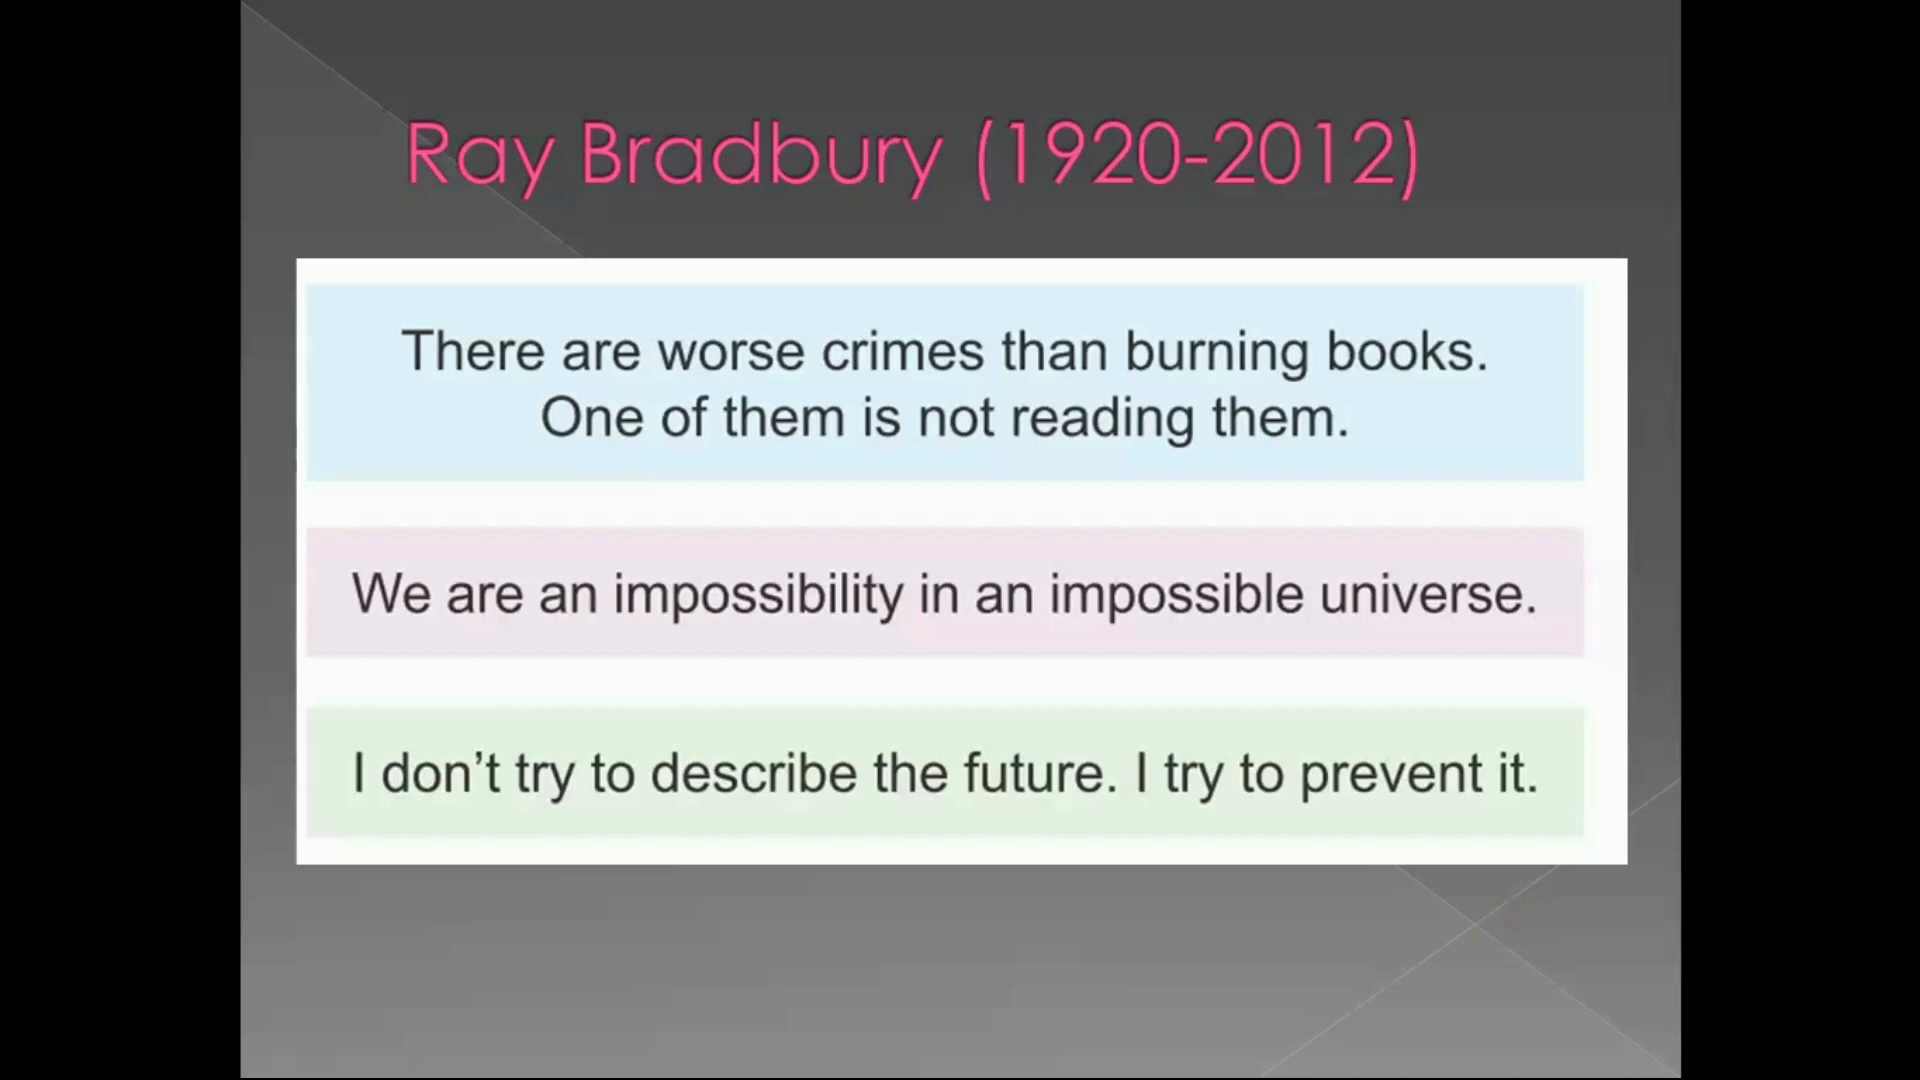 Ray Bradbury (1920-2012)
There are worse crimes than burning books.
One of them is not reading them.
We are an impossibility in an impossible universe.
I don’t try to describe the future. I try to prevent it.